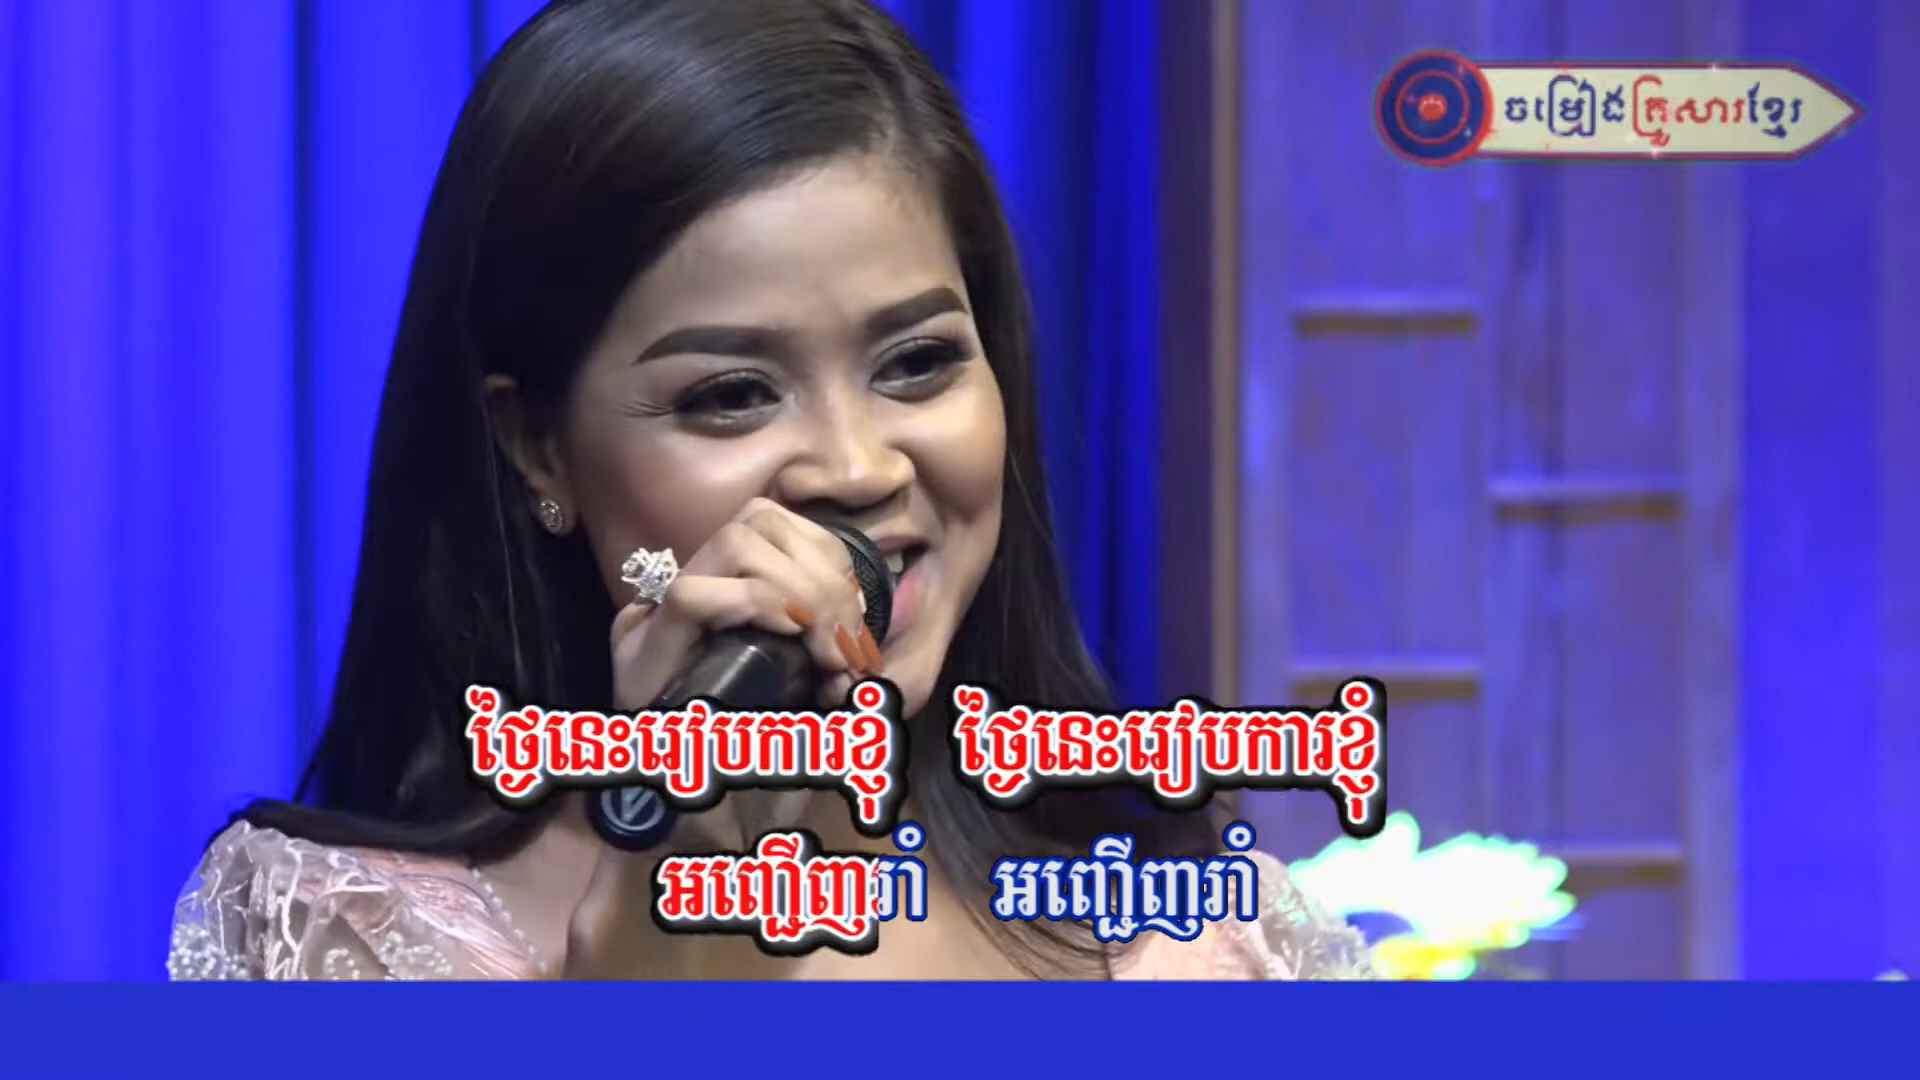 ចម្រៀងគ្រួសារខ្មែរ
ថ្ងៃនេះរៀបការខ្ញុំ ថ្ងៃនេះរៀបការខ្ញុំ
អញ្ជើញរាំ អញ្ជើញរាំ